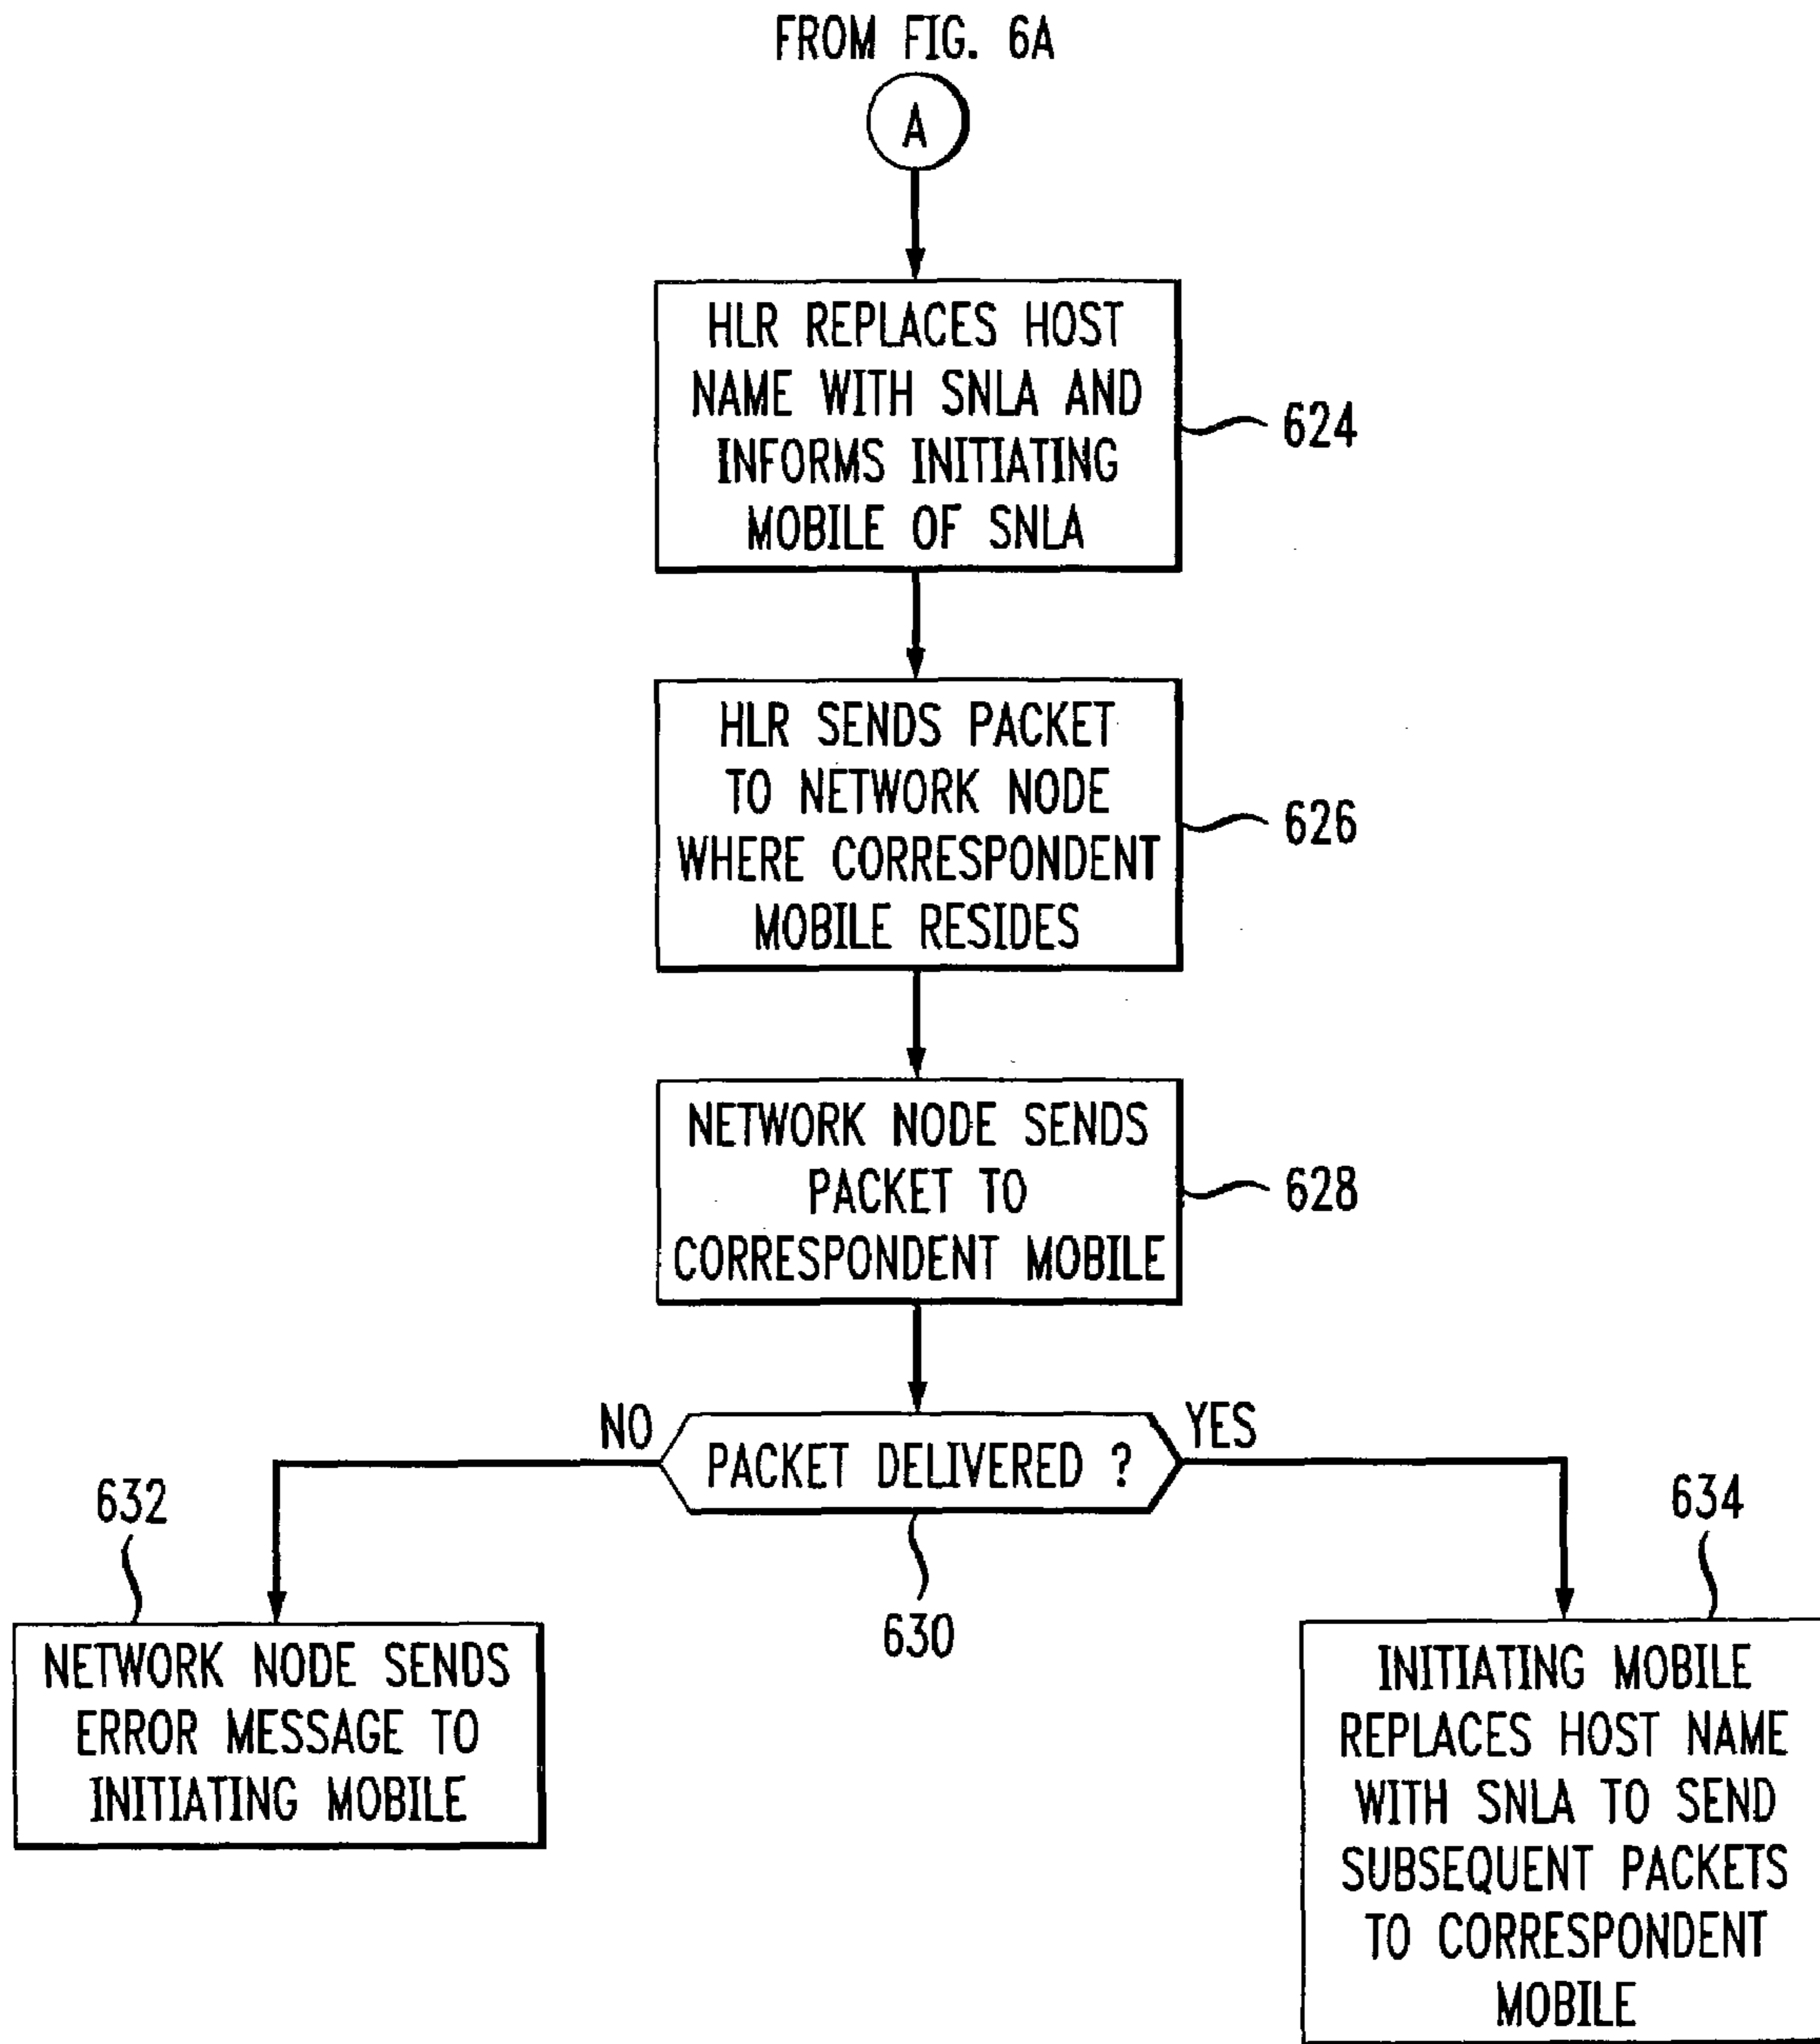 FROM FIG. 6A
A
HLR REPLACES HOST
NAME WITH SNLA AND
INFORMS INITIATING
MOBILE OF SNLA
624
HLR SENDS PACKET
TO NETWORK NODE
WHERE CORRESPONDENT
MOBILE RESIDES
626
NETWORK NODE SENDS
PACKET TO
CORRESPONDENT MOBILE
628
NO
PACKET DELIVERED ?
YES
630
632
NETWORK NODE SENDS
ERROR MESSAGE TO
INITIATING MOBILE
634
INITIATING MOBILE
REPLACES HOST NAME
WITH SNLA TO SEND
SUBSEQUENT PACKETS
TO CORRESPONDENT
MOBILE